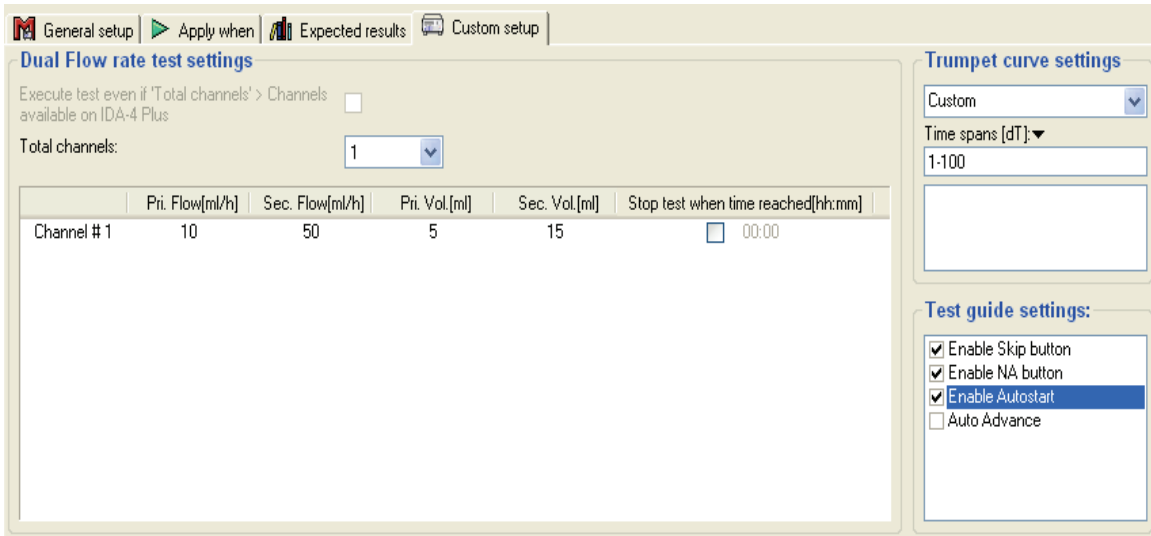 General setup Apply when Expected results Custom setup
Dual Flow rate test settings
Execute test even if 'Total channels' > Channels
available on IDA-4 Plus
Total channels: 1
Pri. Flow[ml/h] Sec. Flow[ml/h] Pri. Vol.[ml] Sec. Vol.[ml] Stop test when time reached[hh:mm]
Channel # 1 10 50 5 15 00:00
Trumpet curve settings
Custom
Time spans [dT]:
1-100
Test guide settings:
Enable Skip button
Enable NA button
Enable Autostart
Auto Advance